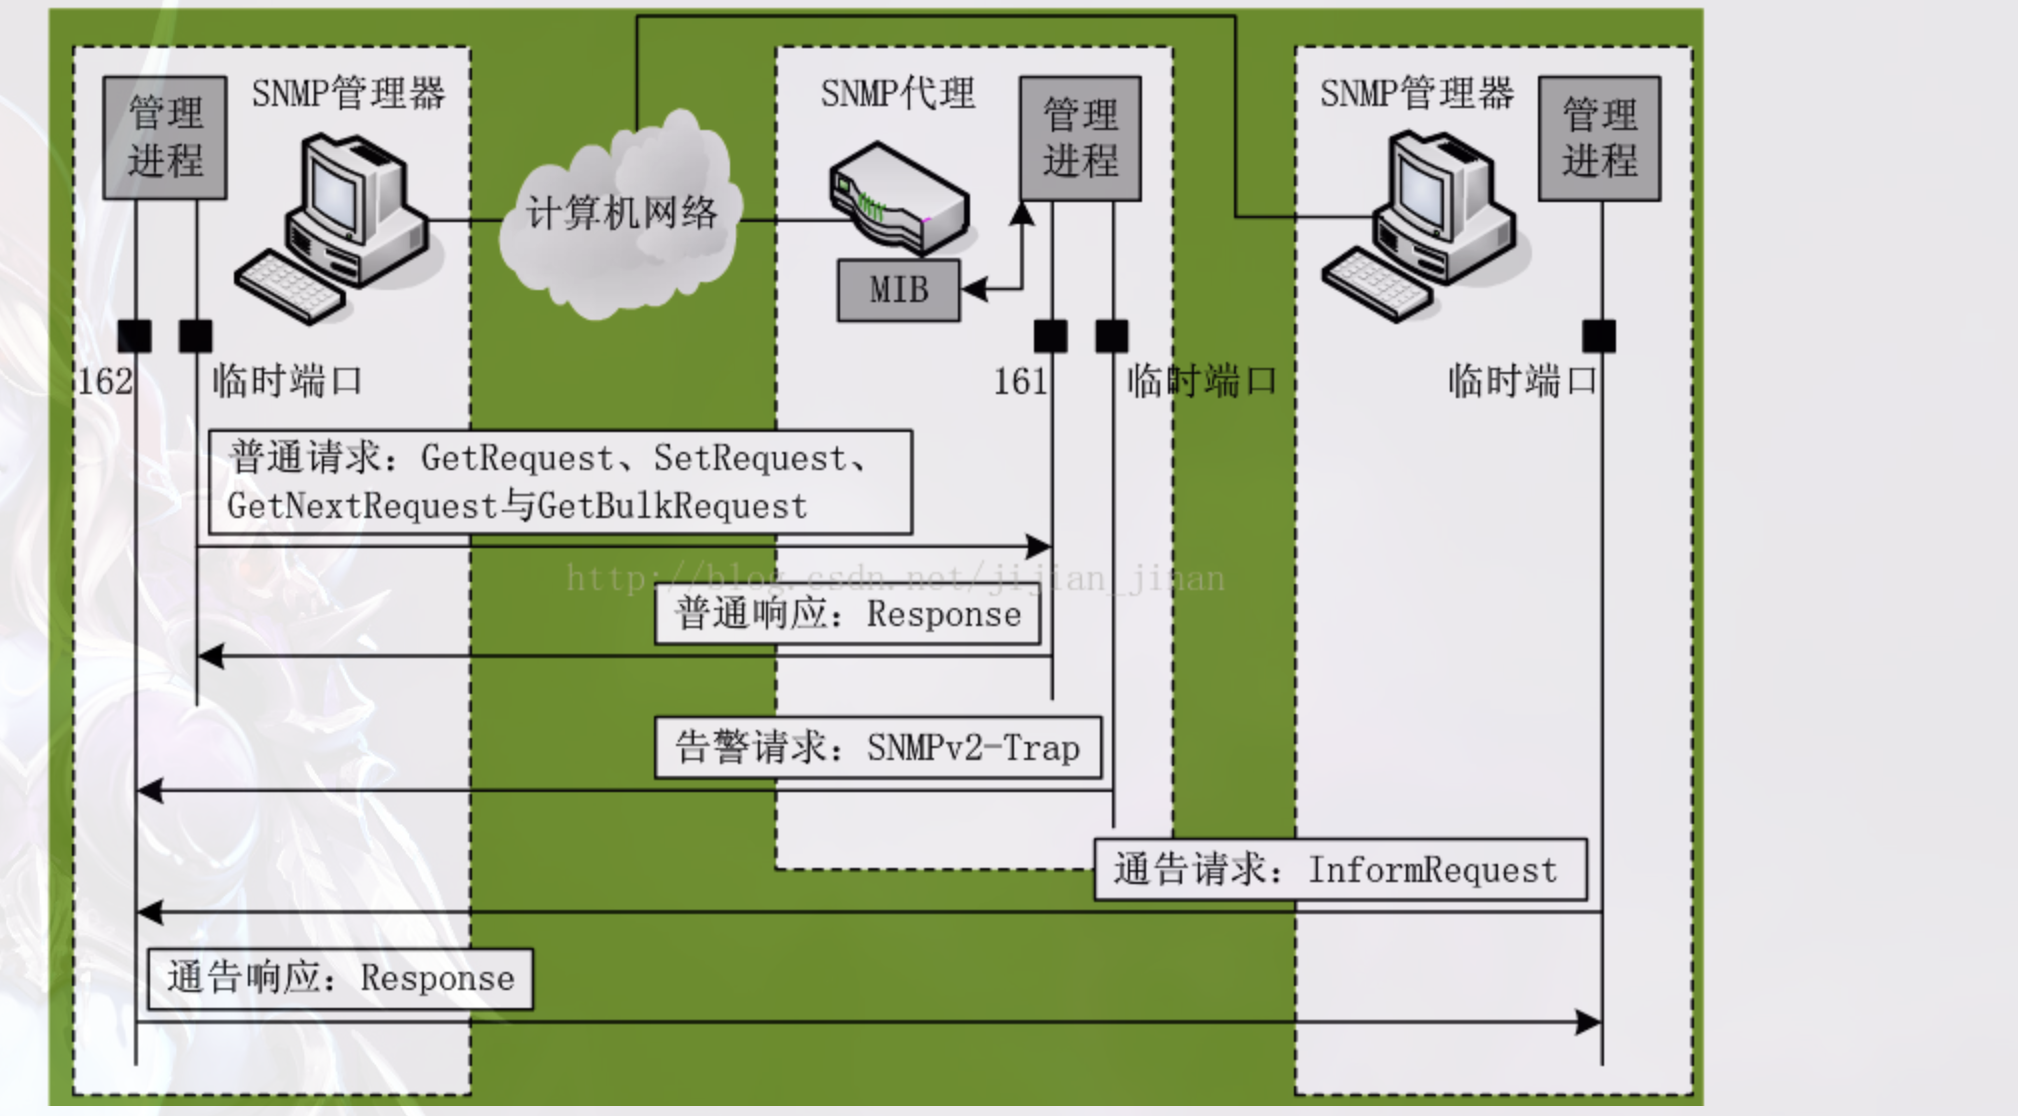 管理
进程
SNMP管理器
SNMP代理
管理
进程
SNMP管理器
管理
进程
计算机网络
MIB
162
临时端口
161
临时端口
临时端口
普通请求：GetRequest、SetRequest、
GetNextRequest与GetBulkRequest
http://blog.csdn.net/jijian_jinan
普通响应：Response
告警请求：SNMPv2-Trap
通告请求：InformRequest
通告响应：Response